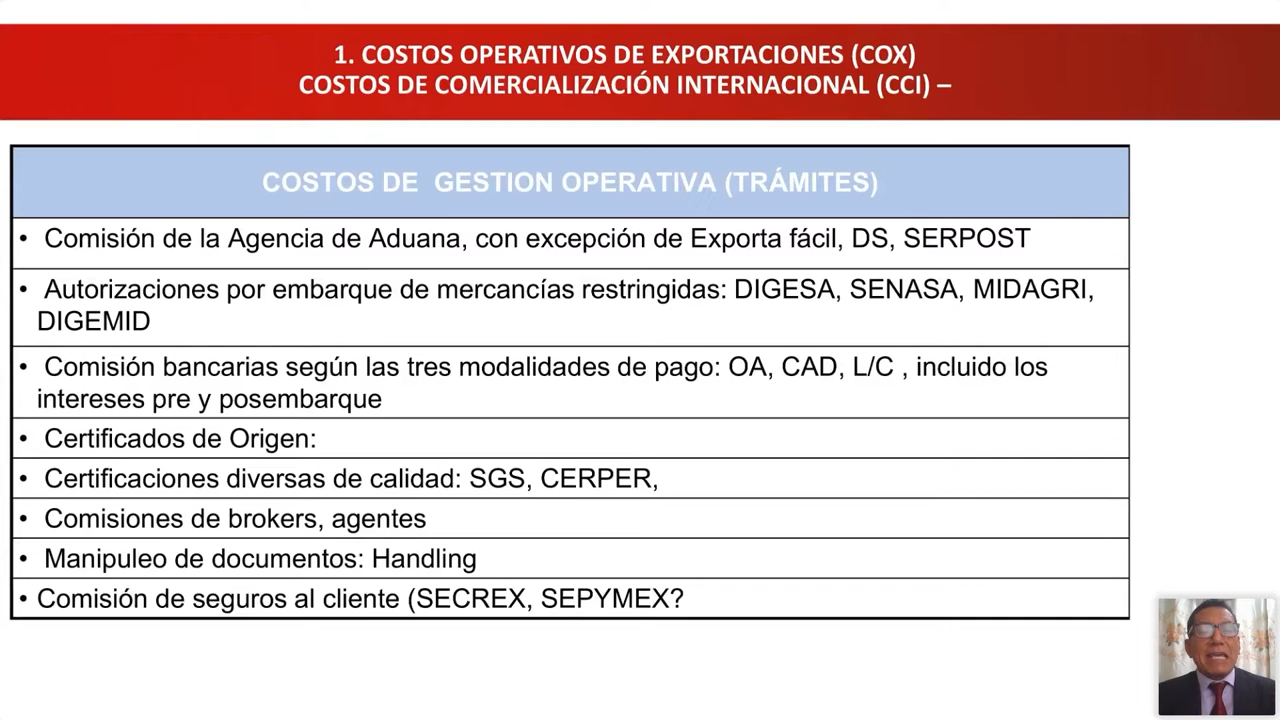 1. COSTOS OPERATIVOS DE EXPORTACIONES (COX)
COSTOS DE COMERCIALIZACIÓN INTERNACIONAL (CCI) –
COSTOS DE GESTION OPERATIVA (TRÁMITES)
• Comisión de la Agencia de Aduana, con excepción de Exporta fácil, DS, SERPOST
• Autorizaciones por embarque de mercancías restringidas: DIGESA, SENASA, MIDAGRI,
DIGEMID
• Comisión bancarias según las tres modalidades de pago: OA, CAD, L/C , incluido los
intereses pre y posembarque
• Certificados de Origen:
• Certificaciones diversas de calidad: SGS, CERPER,
• Comisiones de brokers, agentes
• Manipuleo de documentos: Handling
• Comisión de seguros al cliente (SECREX, SEPYMEX?